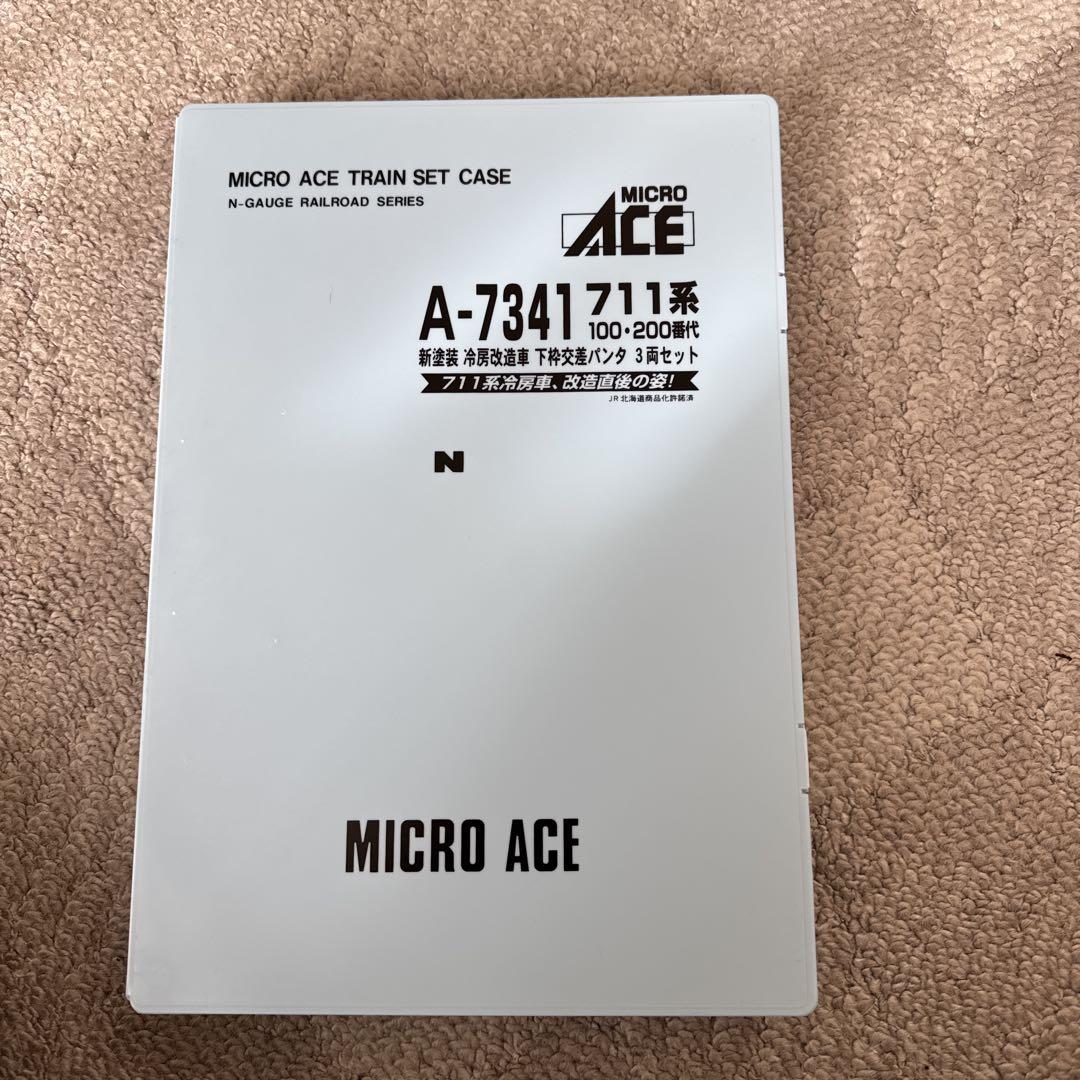 MICRO ACE TRAIN SET CASE
N-GAUGE RAILROAD SERIES
MICRO
ACE
A-7341 711系
100・200番代
新塗装 冷房改造車 下枠交差パンタ 3両セット
711系冷房車、改造直後の姿!
JR北海道商品化許諾済
N
MICRO ACE